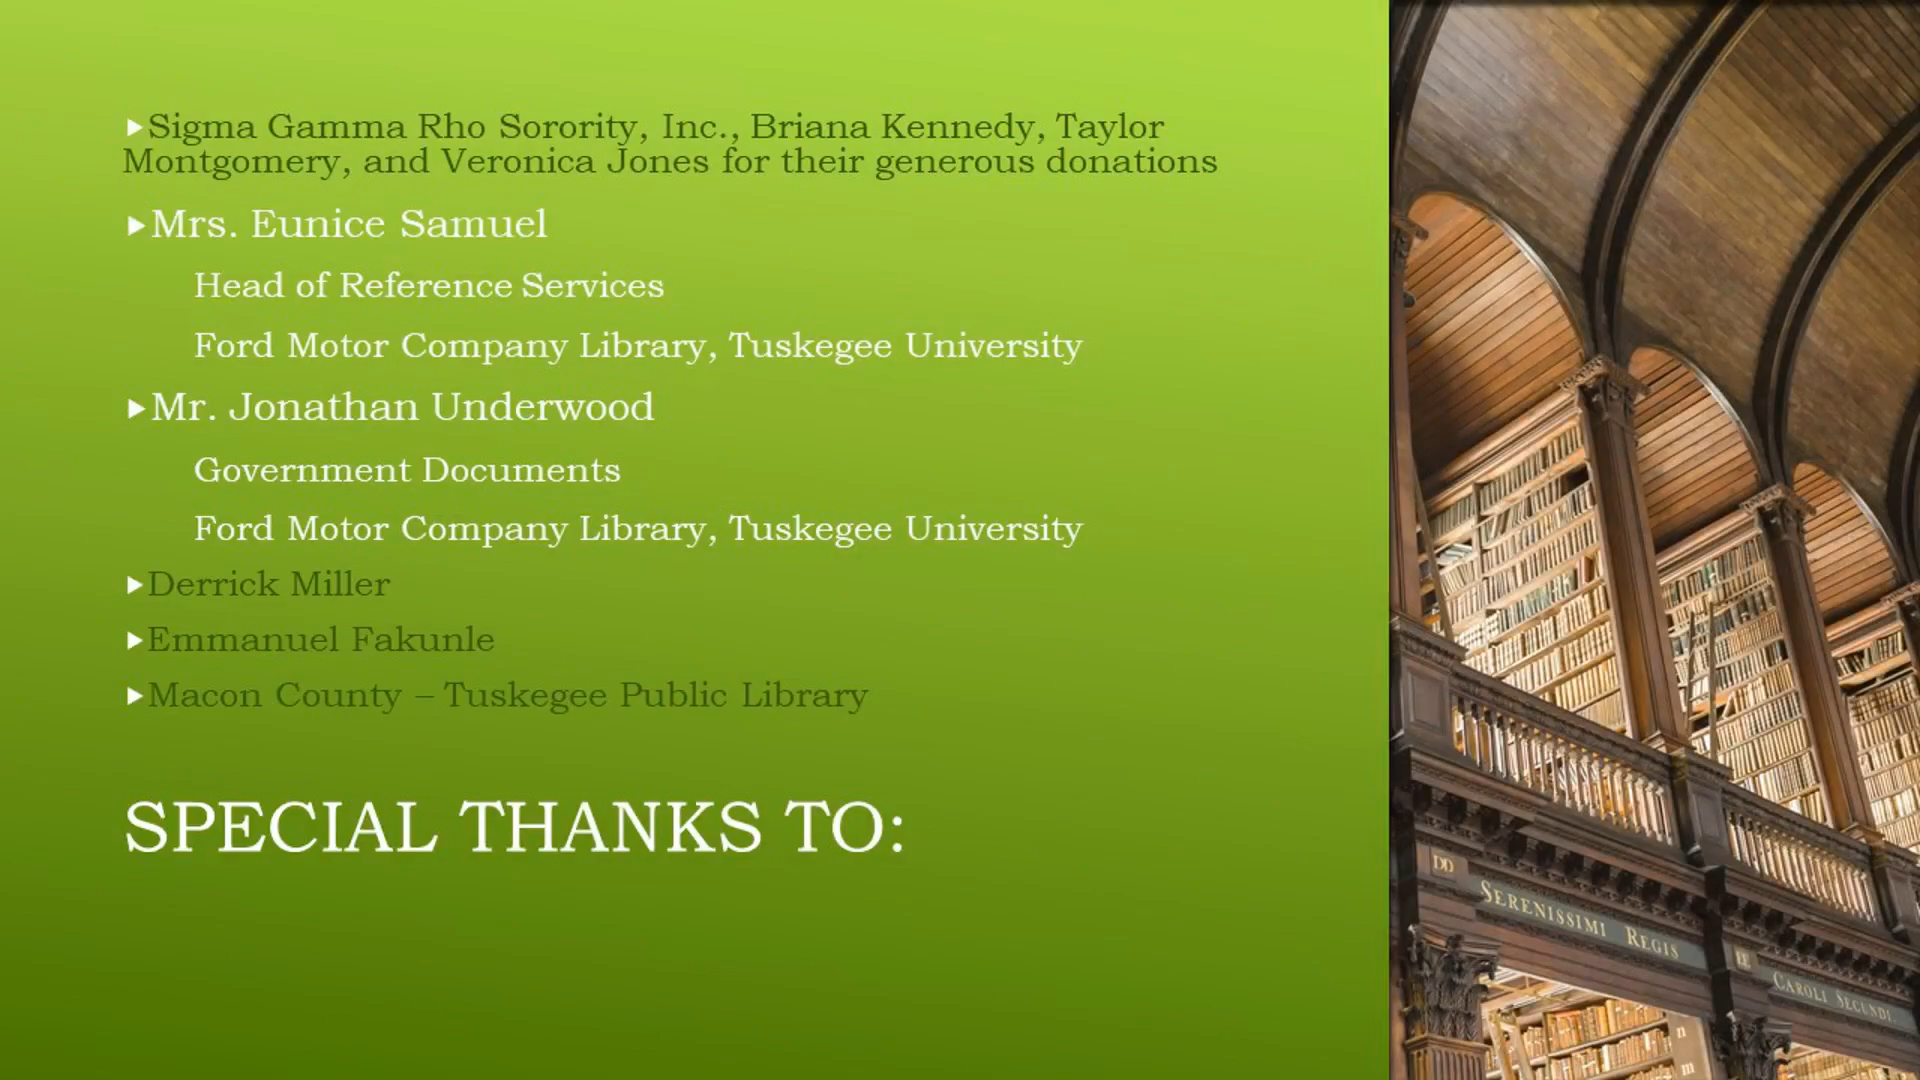 ▸Sigma Gamma Rho Sorority, Inc., Briana Kennedy, Taylor
Montgomery, and Veronica Jones for their generous donations
▸Mrs. Eunice Samuel
Head of Reference Services
Ford Motor Company Library, Tuskegee University
▸Mr. Jonathan Underwood
Government Documents
Ford Motor Company Library, Tuskegee University
▸Derrick Miller
▸Emmanuel Fakunle
▸Macon County – Tuskegee Public Library
SPECIAL THANKS TO:
DD
SERENISSIMI REGIS
EE
CAROLI SECUNDI
n
m